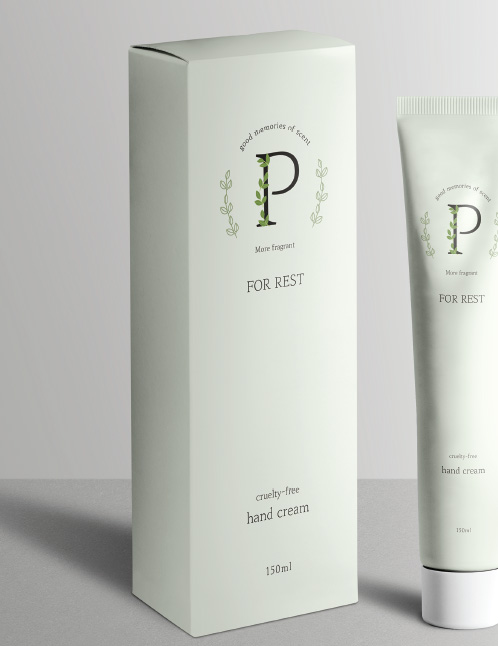 good memories of scent
P
More fragrant
FOR REST
cruelty-free
hand cream
150ml
good memories of scent
P
More fragrant
FOR REST
cruelty-free
hand cream
150ml